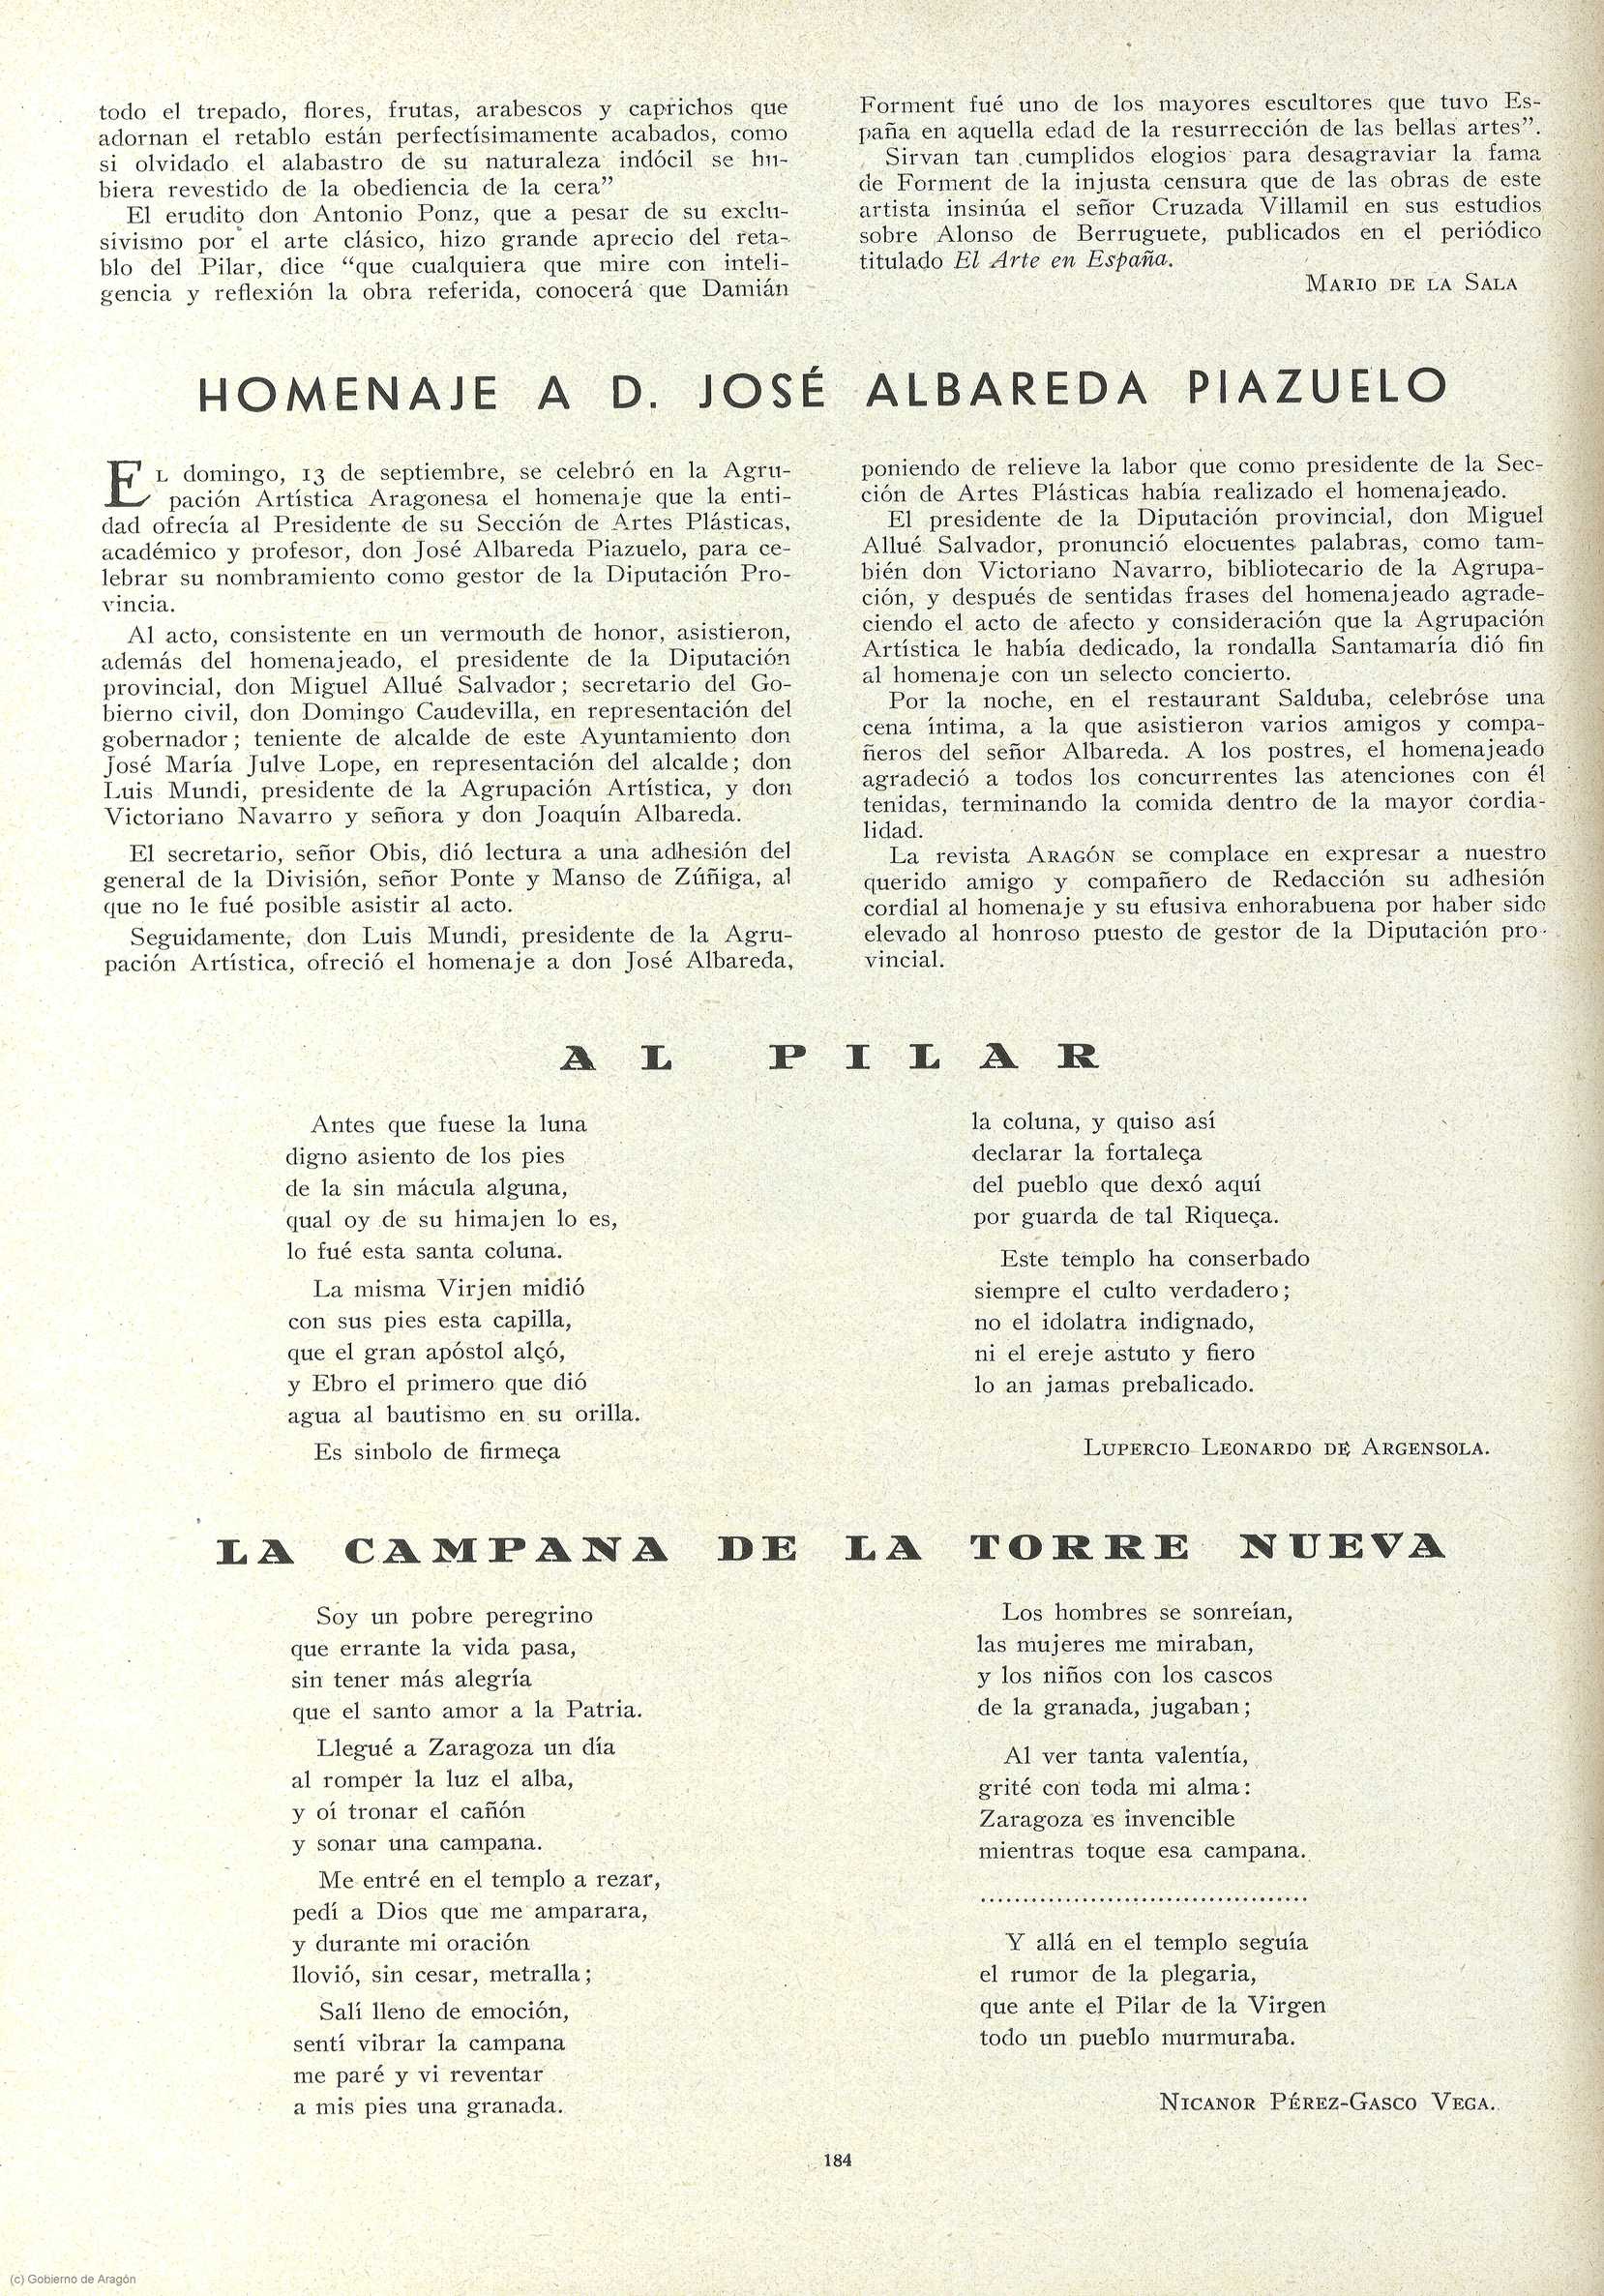 todo el trepado, flores, frutas, arabescos y caprichos que
adornan el retablo están perfectísimamente acabados, como
si olvidado el alabastro de su naturaleza indócil se hu-
biera revestido de la obediencia de la cera”
El erudito don Antonio Ponz, que a pesar de su exclu-
sivismo por el arte clásico, hizo grande aprecio del reta-
blo del Pilar, dice “que cualquiera que mire con inteli-
gencia y reflexión la obra referida, conocerá que Damián
Forment fué uno de los mayores escultores que tuvo Es-
paña en aquella edad de la resurrección de las bellas artes”.
Sirvan tan cumplidos elogios para desagraviar la fama
de Forment de la injusta censura que de las obras de este
artista insinúa el señor Cruzada Villamil en sus estudios
sobre Alonso de Berruguete, publicados en el periódico
titulado El Arte en España.
MARIO DE LA SALA
HOMENAJE A D. JOSÉ ALBAREDA PIAZUELO
EL domingo, 13 de septiembre, se celebró en la Agru-
pación Artística Aragonesa el homenaje que la enti-
dad ofrecía al Presidente de su Sección de Artes Plásticas,
académico y profesor, don José Albareda Piazuelo, para ce-
lebrar su nombramiento como gestor de la Diputación Pro-
vincia.
Al acto, consistente en un vermouth de honor, asistieron,
además del homenajeado, el presidente de la Diputación
provincial, don Miguel Allué Salvador; secretario del Go-
bierno civil, don Domingo Caudevilla, en representación del
gobernador; teniente de alcalde de este Ayuntamiento don
José María Julve Lope, en representación del alcalde; don
Luis Mundi, presidente de la Agrupación Artística, y don
Victoriano Navarro y señora y don Joaquín Albareda.
El secretario, señor Obis, dió lectura a una adhesión del
general de la División, señor Ponte y Manso de Zúñiga, al
que no le fué posible asistir al acto.
Seguidamente, don Luis Mundi, presidente de la Agru-
pación Artística, ofreció el homenaje a don José Albareda,
poniendo de relieve la labor que como presidente de la Sec-
ción de Artes Plásticas había realizado el homenajeado.
El presidente de la Diputación provincial, don Miguel
Allué Salvador, pronunció elocuentes palabras, como tam-
bién don Victoriano Navarro, bibliotecario de la Agrupa-
ción, y después de sentidas frases del homenajeado agrade-
ciendo el acto de afecto y consideración que la Agrupación
Artística le había dedicado, la rondalla Santamaría dió fin
al homenaje con un selecto concierto.
Por la noche, en el restaurant Salduba, celebróse una
cena íntima, a la que asistieron varios amigos y compa-
ñeros del señor Albareda. A los postres, el homenajeado
agradeció a todos los concurrentes las atenciones con él
tenidas, terminando la comida dentro de la mayor cordia-
lidad.
La revista ARAGÓN se complace en expresar a nuestro
querido amigo y compañero de Redacción su adhesión
cordial al homenaje y su efusiva enhorabuena por haber sido
elevado al honroso puesto de gestor de la Diputación pro-
vincial.
AL PILAR
Antes que fuese la luna
digno asiento de los pies
de la sin mácula alguna,
qual oy de su himajen lo es,
lo fué esta santa coluna.
La misma Virjen midió
con sus pies esta capilla,
que el gran apóstol alçó,
y Ebro el primero que dió
agua al bautismo en su orilla.
Es sinbolo de firmeça
la coluna, y quiso así
declarar la fortaleça
del pueblo que dexó aquí
por guarda de tal Riqueça.
Este templo ha conserbado
siempre el culto verdadero;
no el idolatra indignado,
ni el ereje astuto y fiero
lo an jamas prebalicado.
LUPERCIO LEONARDO DE ARGENSOLA.
LA CAMPANA DE LA TORRE NUEVA
Soy un pobre peregrino
que errante la vida pasa,
sin tener más alegría
que el santo amor a la Patria.
Llegué a Zaragoza un día
al romper la luz el alba,
y oí tronar el cañón
y sonar una campana.
Me entré en el templo a rezar,
pedí a Dios que me amparara,
y durante mi oración
llovió, sin cesar, metralla;
Salí lleno de emoción,
sentí vibrar la campana
me paré y vi reventar
a mis pies una granada.
Los hombres se sonreían,
las mujeres me miraban,
y los niños con los cascos
de la granada, jugaban;
Al ver tanta valentía,
grité con toda mi alma:
Zaragoza es invencible
mientras toque esa campana.
......................................
Y allá en el templo seguía
el rumor de la plegaria,
que ante el Pilar de la Virgen
todo un pueblo murmuraba.
NICANOR PÉREZ-GASCO VEGA.
184
(c) Gobierno de Aragón